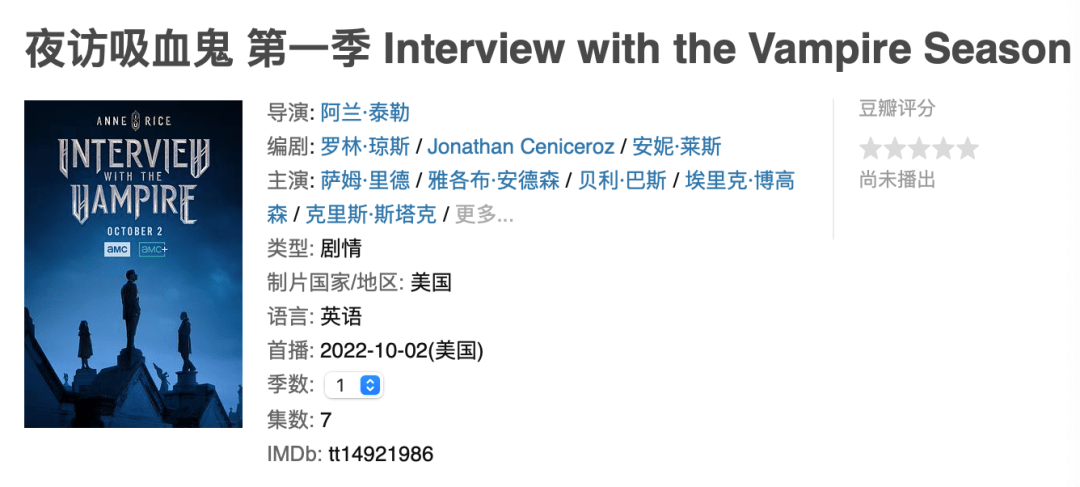 夜访吸血鬼 第一季 Interview with the Vampire Season
ANNE RICE
INTERVIEW
WITH THE
VAMPIRE
OCTOBER 2
amc amc+
导演: 阿兰·泰勒
编剧: 罗林·琼斯 / Jonathan Ceniceroz / 安妮·莱斯
主演: 萨姆·里德 / 雅各布·安德森 / 贝利·巴斯 / 埃里克·博高
森 / 克里斯·斯塔克 / 更多...
类型: 剧情
制片国家/地区: 美国
语言: 英语
首播: 2022-10-02(美国)
季数: 1
集数: 7
IMDb: tt14921986
豆瓣评分
尚未播出